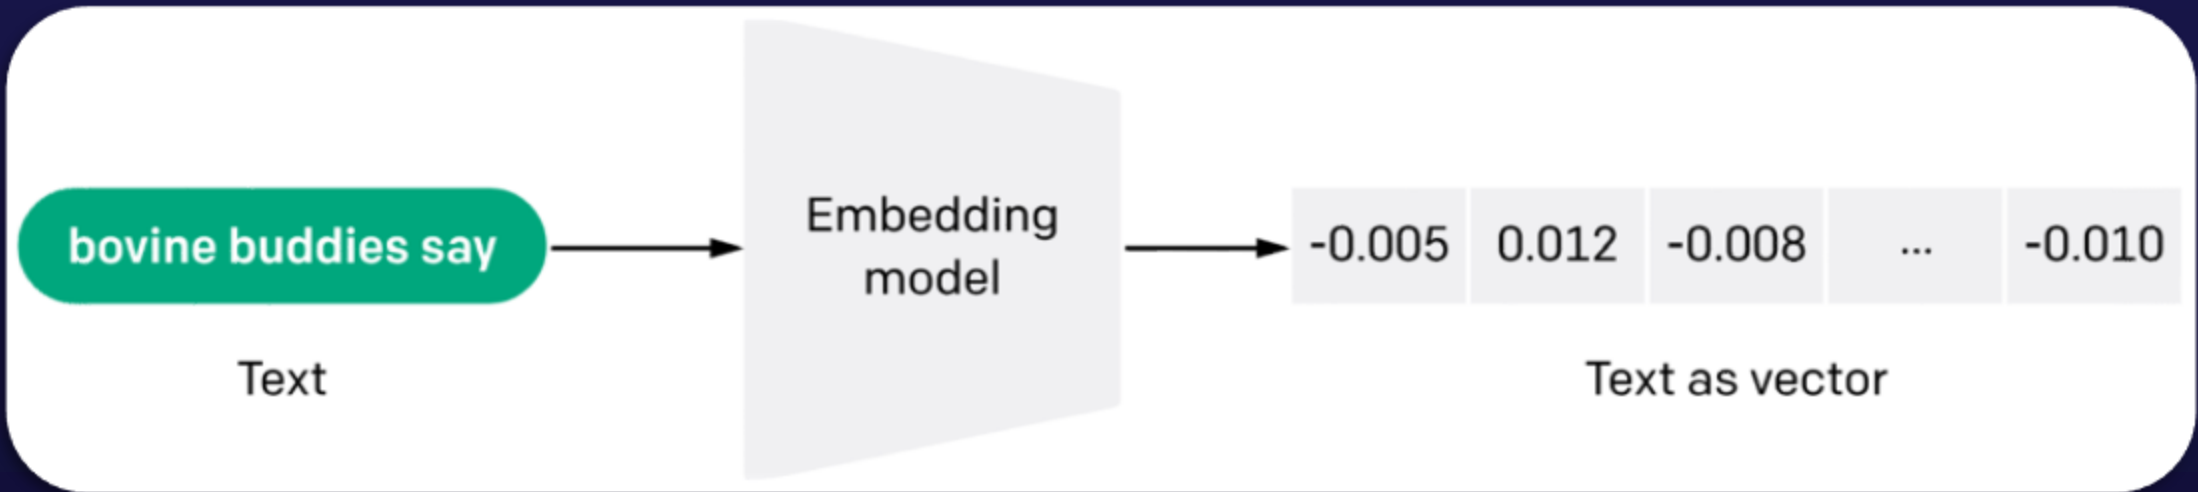 bovine buddies say
Text
Embedding
model
-0.005 0.012 -0.008 ... -0.010
Text as vector